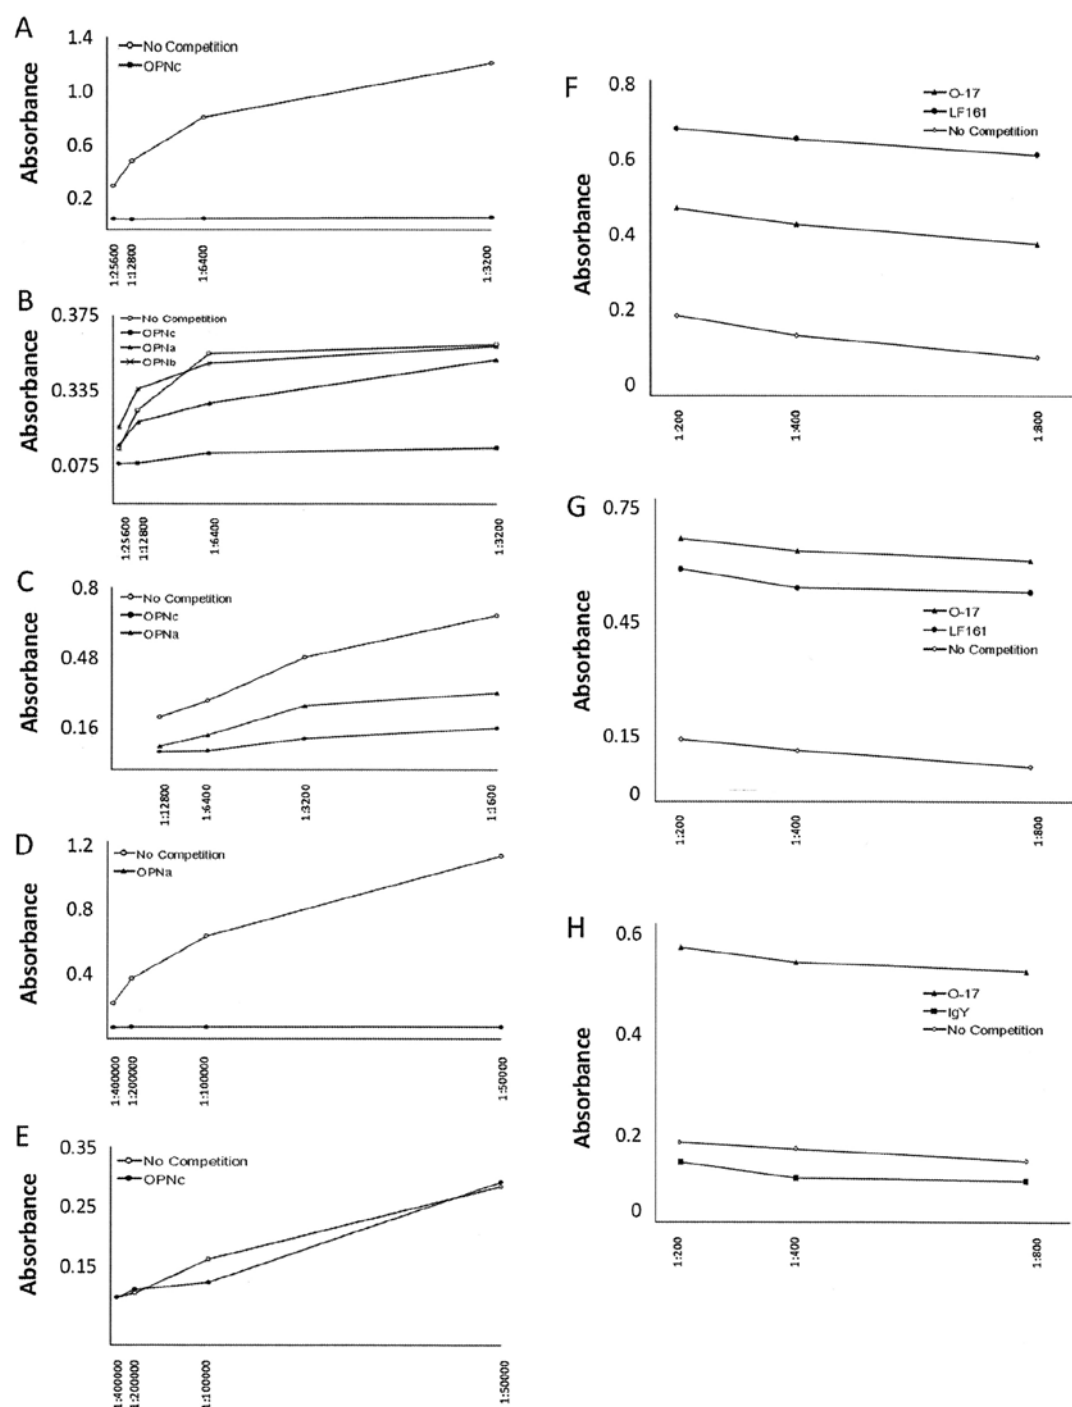 A
Absorbance
1.4
1.0
0.6
0.2
No Competition
OPNc
1:25600
1:12800
1:6400
1:3200
B
Absorbance
0.375
0.335
0.075
No Competition
OPNc
OPNa
OPNb
1:25600
1:12800
1:6400
1:3200
C
Absorbance
0.8
0.48
0.16
No Competition
OPNc
OPNa
1:12800
1:6400
1:3200
1:1600
D
Absorbance
1.2
0.8
0.4
No Competition
OPNa
1:400000
1:200000
1:100000
1:50000
E
Absorbance
0.35
0.25
0.15
No Competition
OPNc
1:400000
1:200000
1:100000
1:50000
F
Absorbance
0.8
0.6
0.4
0.2
0
O-17
LF161
No Competition
1:200
1:400
1:800
G
Absorbance
0.75
0.45
0.15
0
O-17
LF161
No Competition
1:200
1:400
1:800
H
Absorbance
0.6
0.4
0.2
0
O-17
IgY
No Competition
1:200
1:400
1:800